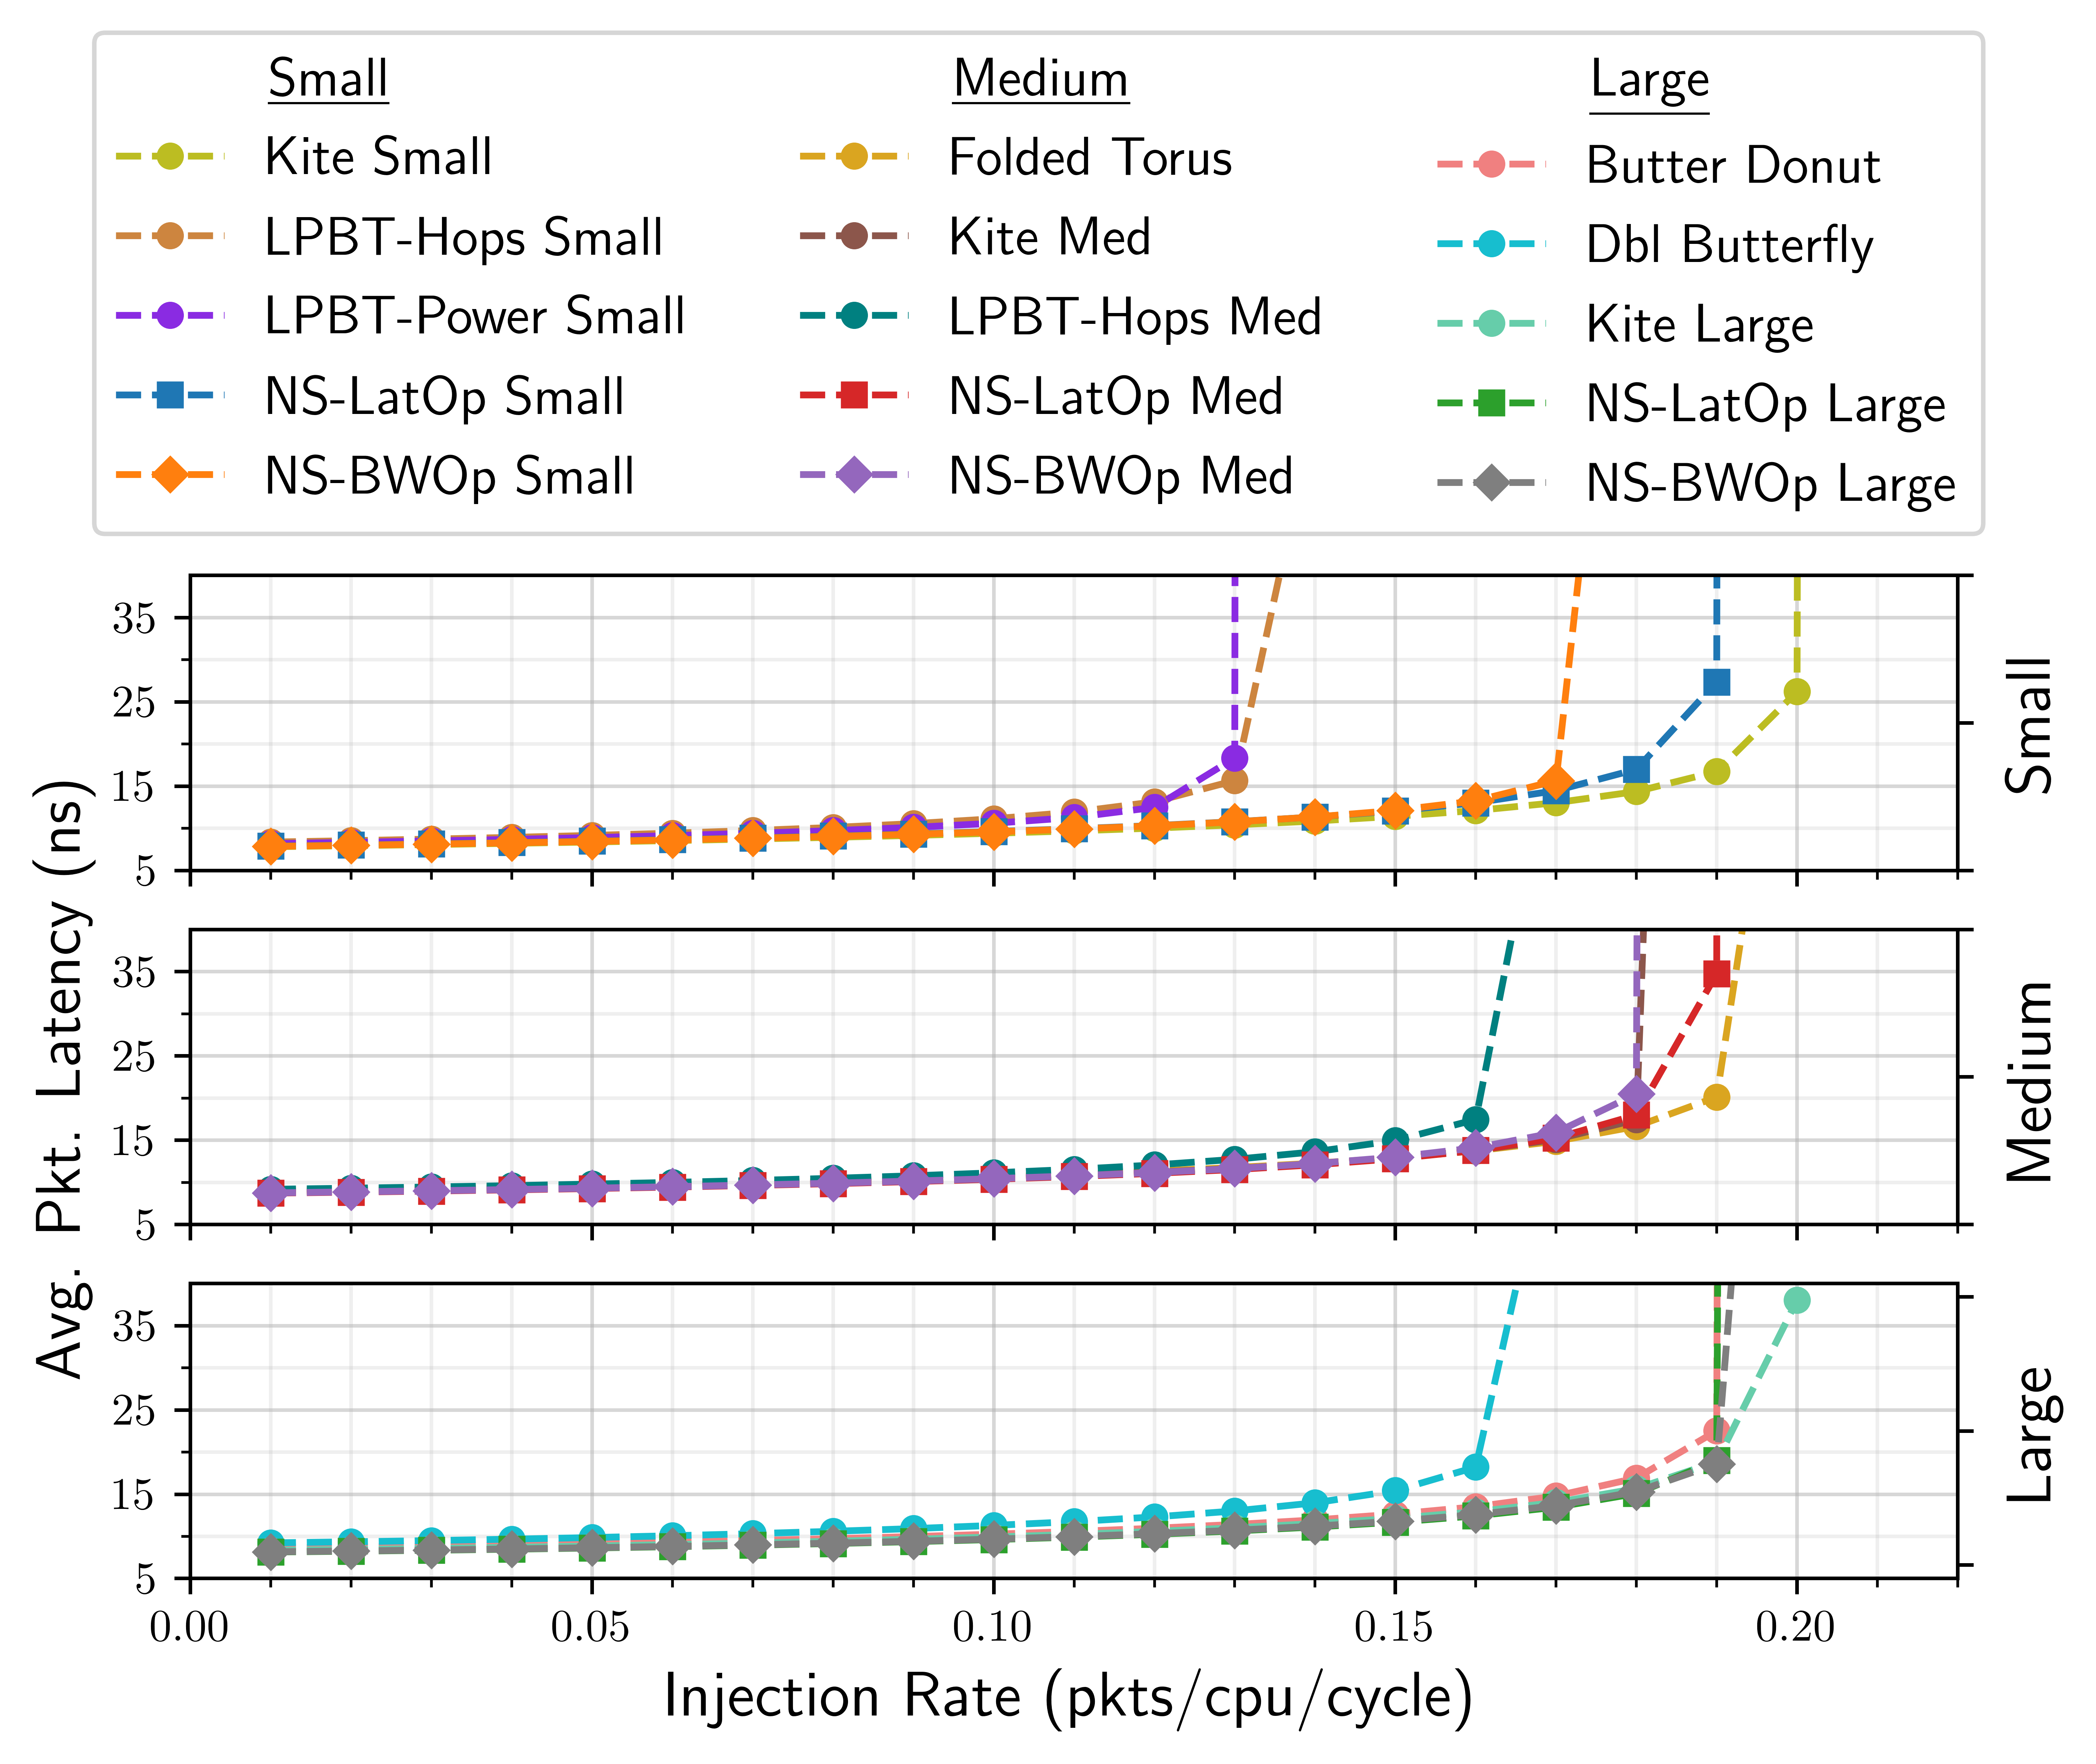 Small
Kite Small
LPBT-Hops Small
LPBT-Power Small
NS-LatOp Small
NS-BWOp Small
Medium
Folded Torus
Kite Med
LPBT-Hops Med
NS-LatOp Med
NS-BWOp Med
Large
Butter Donut
Dbl Butterfly
Kite Large
NS-LatOp Large
NS-BWOp Large
Avg. Pkt. Latency (ns)
35
25
15
5
Small
35
25
15
5
Medium
35
25
15
5
Large
0.00 0.05 0.10 0.15 0.20
Injection Rate (pkts/cpu/cycle)